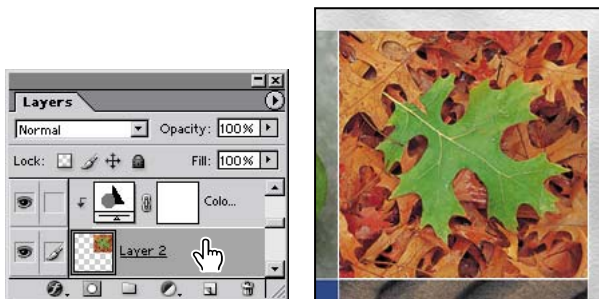 Layers
Normal Opacity: 100%
Lock: Fill: 100%
Colo...
Layer 2